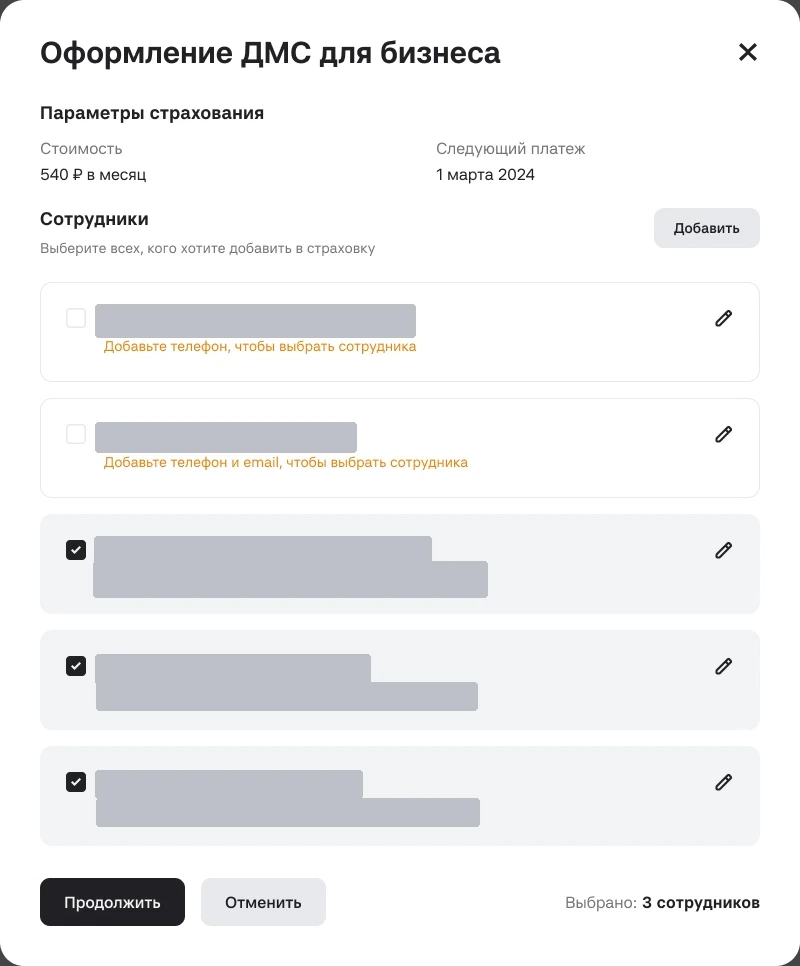 Оформление ДМС для бизнеса
Параметры страхования
Стоимость
540 ₽ в месяц
Следующий платеж
1 марта 2024
Сотрудники
Выберите всех, кого хотите добавить в страховку
Добавить
Добавьте телефон, чтобы выбрать сотрудника
Добавьте телефон и email, чтобы выбрать сотрудника
Продолжить
Отменить
Выбрано: 3 сотрудников